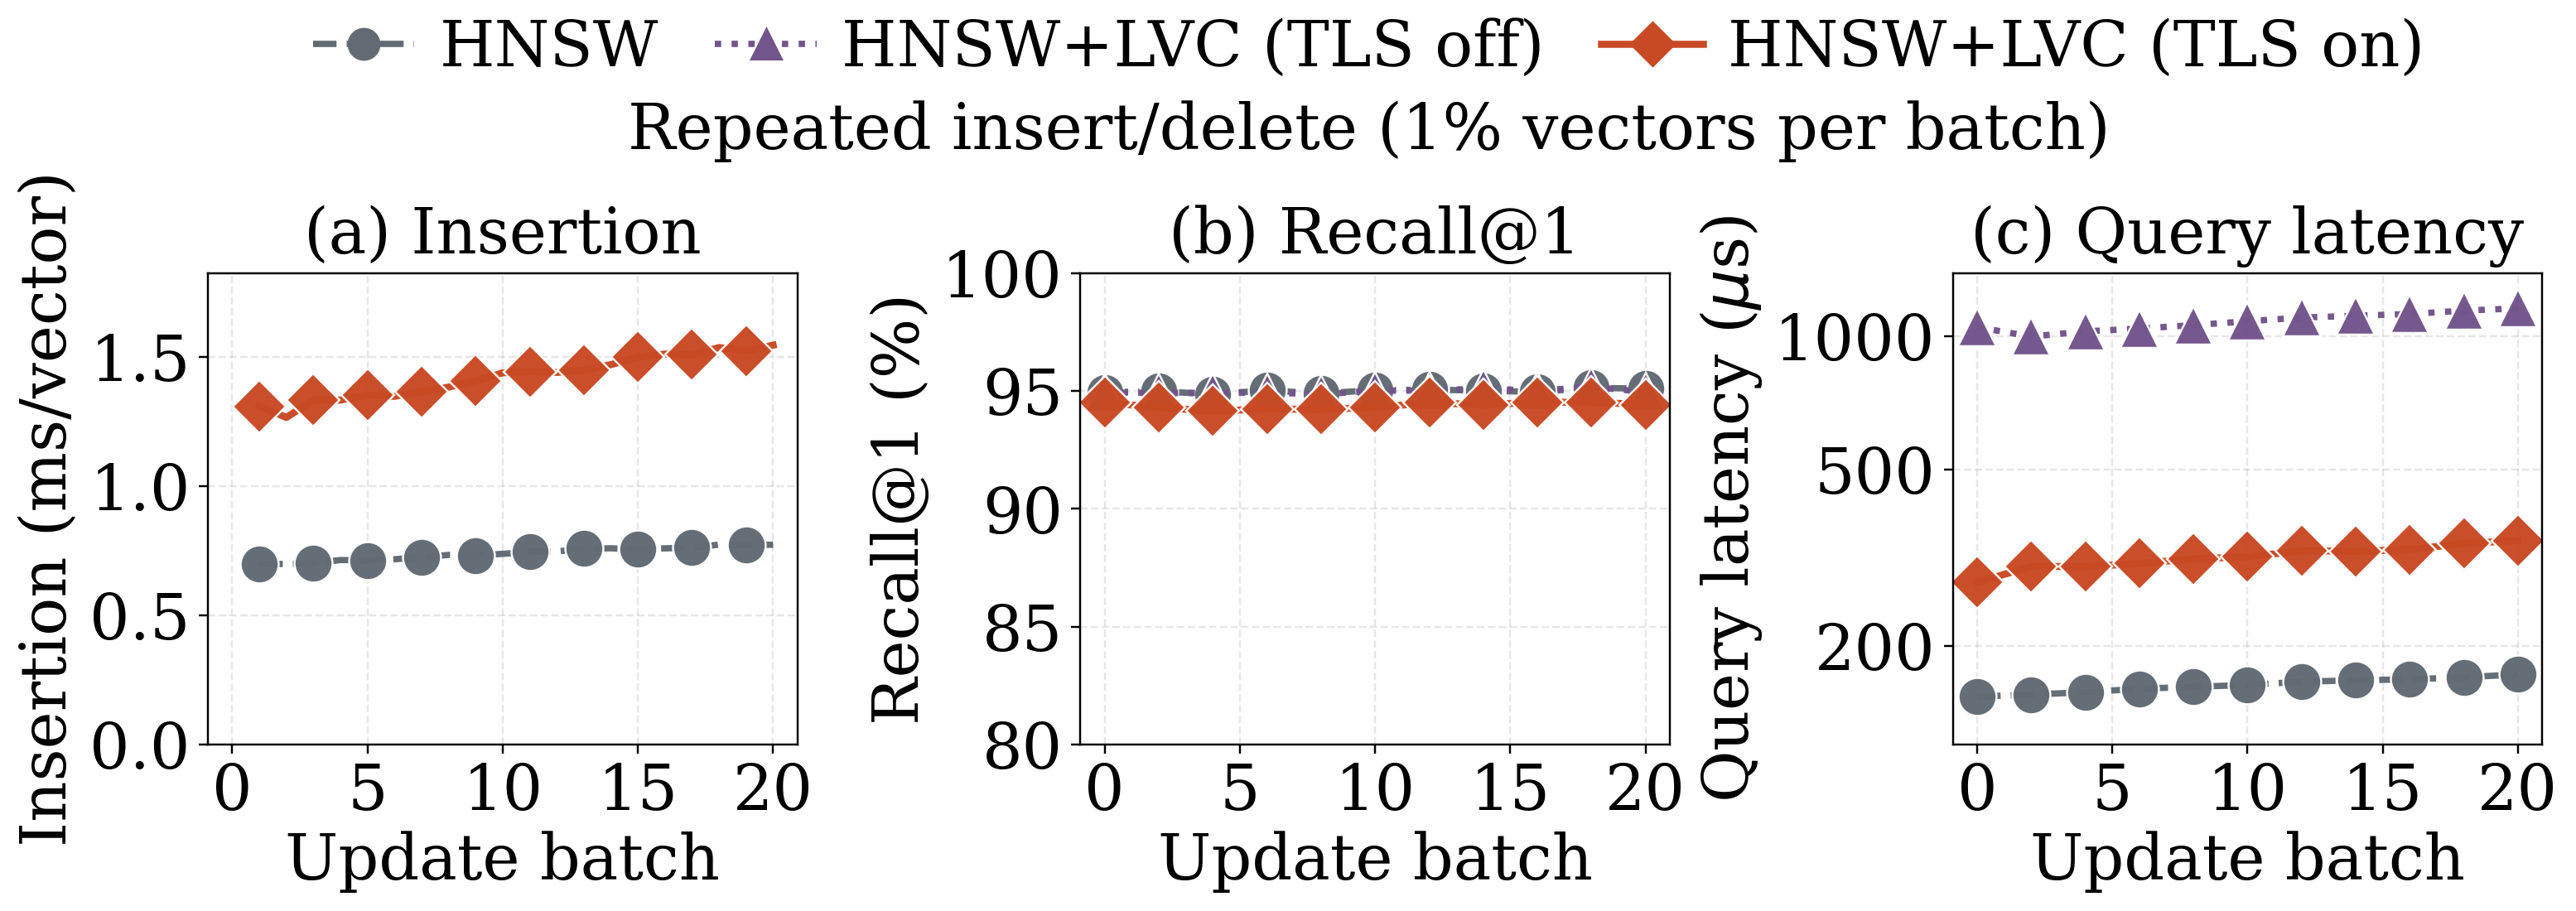 HNSW HNSW+LVC (TLS off) HNSW+LVC (TLS on)
Repeated insert/delete (1% vectors per batch)
(a) Insertion
Insertion (ms/vector)
1.5
1.0
0.5
0.0
0 5 10 15 20
Update batch
(b) Recall@1
Recall@1 (%)
100
95
90
85
80
0 5 10 15 20
Update batch
(c) Query latency
Query latency (μs)
1000
500
200
0 5 10 15 20
Update batch